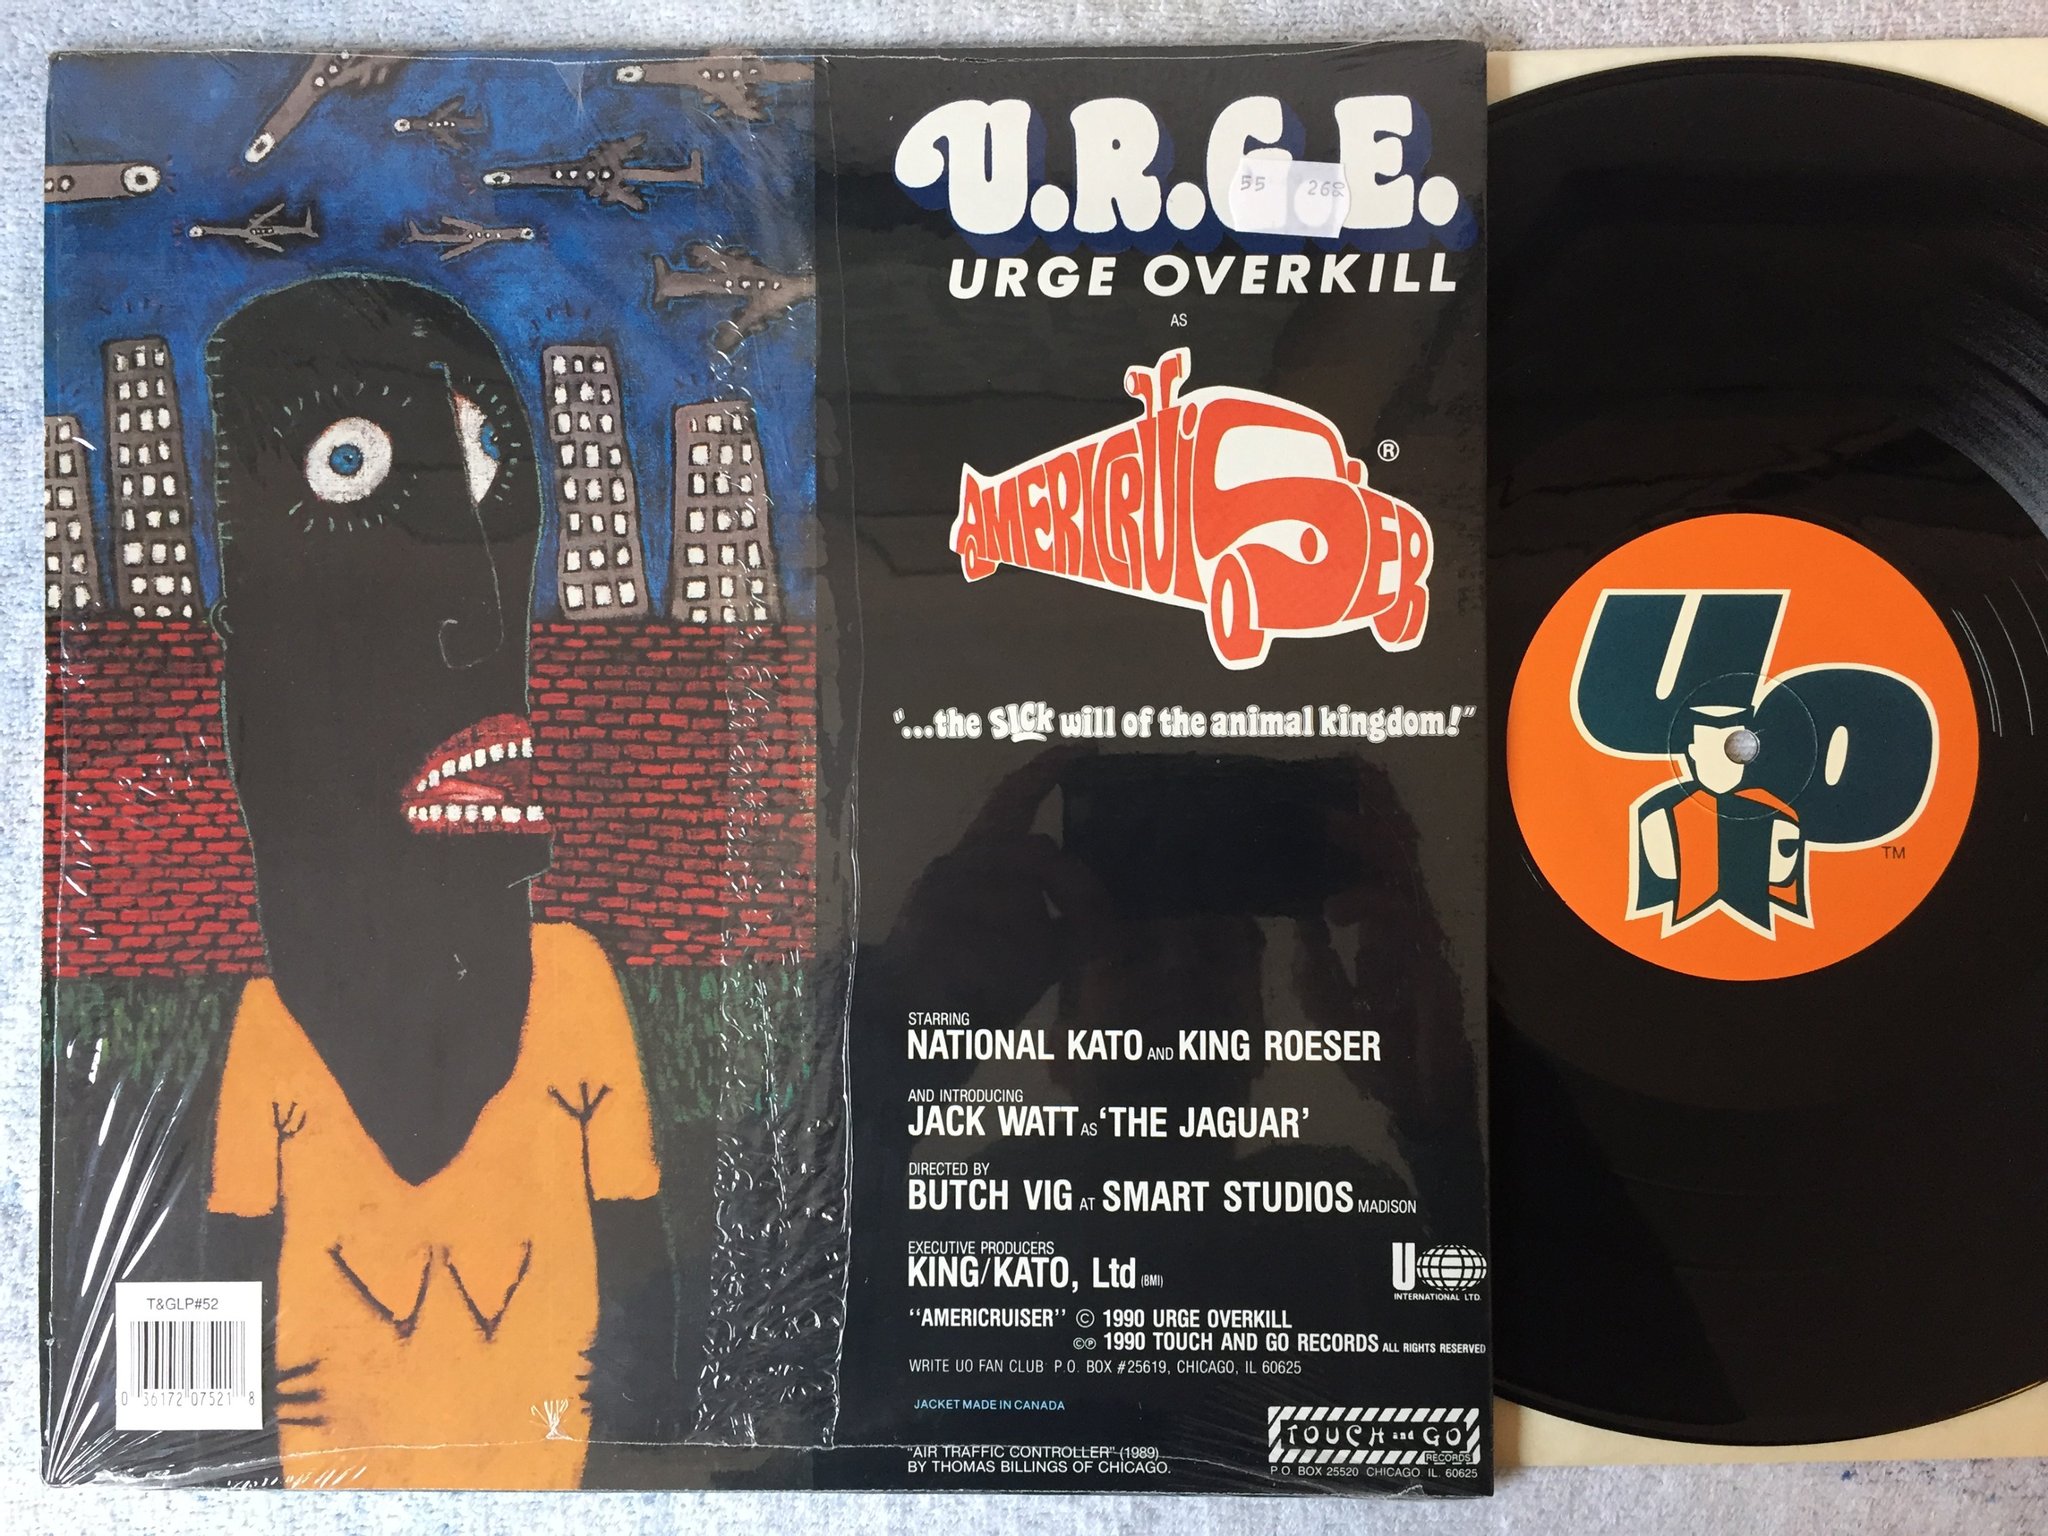 U.R.G.E.
55 262
URGE OVERKILL
AS
AMERICRUISER ®
"...the SICK will of the animal kingdom!"
STARRING
NATIONAL KATO AND KING ROESER
AND INTRODUCING
JACK WATT AS 'THE JAGUAR'
DIRECTED BY
BUTCH VIG AT SMART STUDIOS MADISON
EXECUTIVE PRODUCERS
KING/KATO, Ltd (BMI)
U
INTERNATIONAL LTD.
"AMERICRUISER" © 1990 URGE OVERKILL
©℗ 1990 TOUCH AND GO RECORDS ALL RIGHTS RESERVED
WRITE UO FAN CLUB P.O. BOX #25619, CHICAGO, IL 60625
JACKET MADE IN CANADA
"AIR TRAFFIC CONTROLLER" (1989)
BY THOMAS BILLINGS OF CHICAGO.
TOUCH and GO
RECORDS
P.O. BOX 25520 CHICAGO IL. 60625
T&GLP#52
0 36172 07521 8
UO
TM